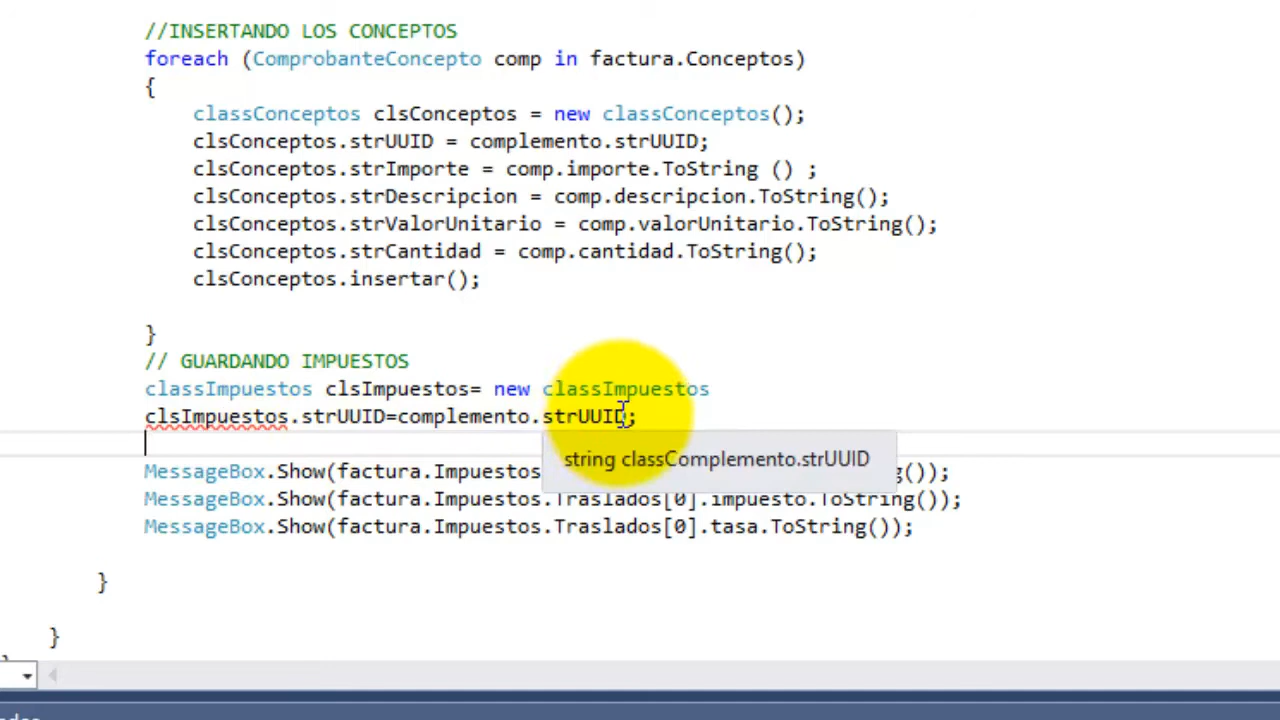 //INSERTANDO LOS CONCEPTOS
foreach (ComprobanteConcepto comp in factura.Conceptos)
{
classConceptos clsConceptos = new classConceptos();
clsConceptos.strUUID = complemento.strUUID;
clsConceptos.strImporte = comp.importe.ToString () ;
clsConceptos.strDescripcion = comp.descripcion.ToString();
clsConceptos.strValorUnitario = comp.valorUnitario.ToString();
clsConceptos.strCantidad = comp.cantidad.ToString();
clsConceptos.insertar();
}
// GUARDANDO IMPUESTOS
classImpuestos clsImpuestos= new classImpuestos
clsImpuestos.strUUID=complemento.strUUID;
string classComplemento.strUUID
MessageBox.Show(factura.Impuestos g());
MessageBox.Show(factura.Impuestos.Traslados[0].impuesto.ToString());
MessageBox.Show(factura.Impuestos.Traslados[0].tasa.ToString());
}
}